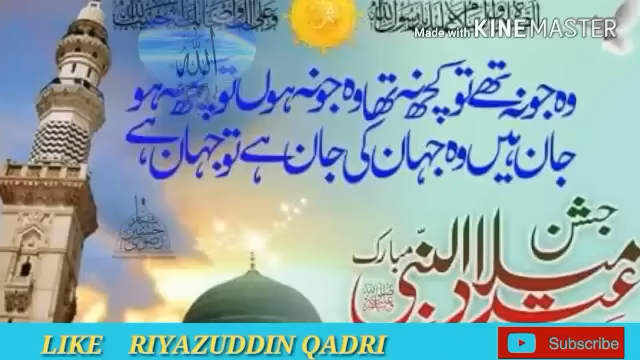 Made with KINEMASTER
الله
وہ جو نہ تھے تو کچھ نہ تھا وہ جو نہ ہوں تو کچھ نہ ہو
جان ہیں وہ جہان کی جان ہے تو جہان ہے
جشن
عید میلاد النبی
مبارک
LIKE RIYAZUDDIN QADRI
Subscribe